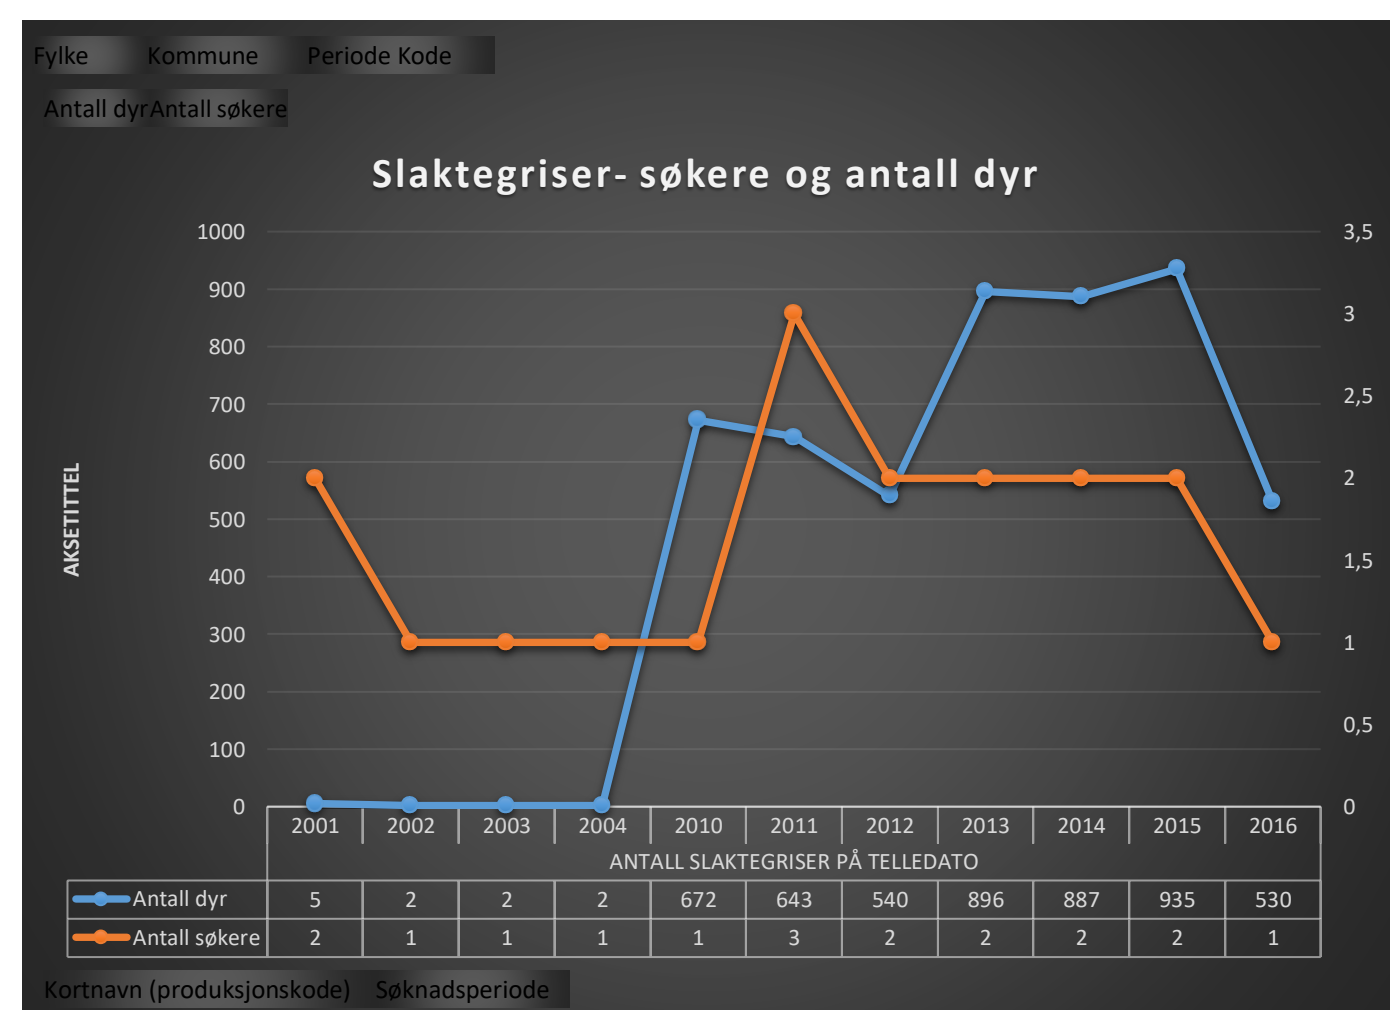 Fylke Kommune Periode Kode
Antall dyr Antall søkere
Slaktegriser- søkere og antall dyr
1000 3,5
900
3
800
700 2,5
600
2
500
400 1,5
300
1
200
100 0,5
0 0
AKSETITTEL
2001 2002 2003 2004 2010 2011 2012 2013 2014 2015 2016
ANTALL SLAKTEGRISER PÅ TELLEDATO
Antall dyr 5 2 2 2 672 643 540 896 887 935 530
Antall søkere 2 1 1 1 1 3 2 2 2 2 1
Kortnavn (produksjonskode) Søknadsperiode